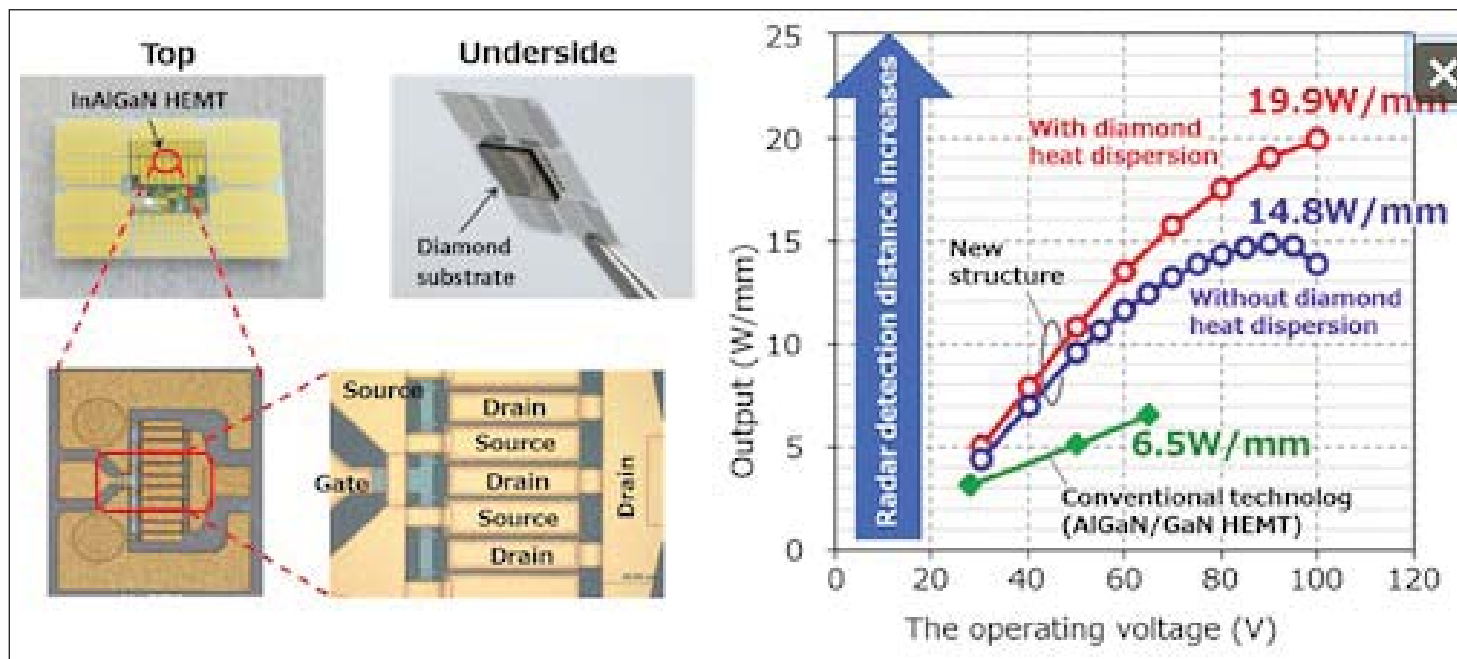 Top
InAlGaN HEMT
Underside
Diamond
substrate
Source
Drain
Source
Gate
Drain
Source
Drain
Drain
25
20
15
10
5
0
Output (W/mm)
Radar detection distance increases
19.9W/mm
With diamond
heat dispersion
14.8W/mm
New
structure
Without diamond
heat dispersion
6.5W/mm
Conventional technolog
(AlGaN/GaN HEMT)
0 20 40 60 80 100 120
The operating voltage (V)